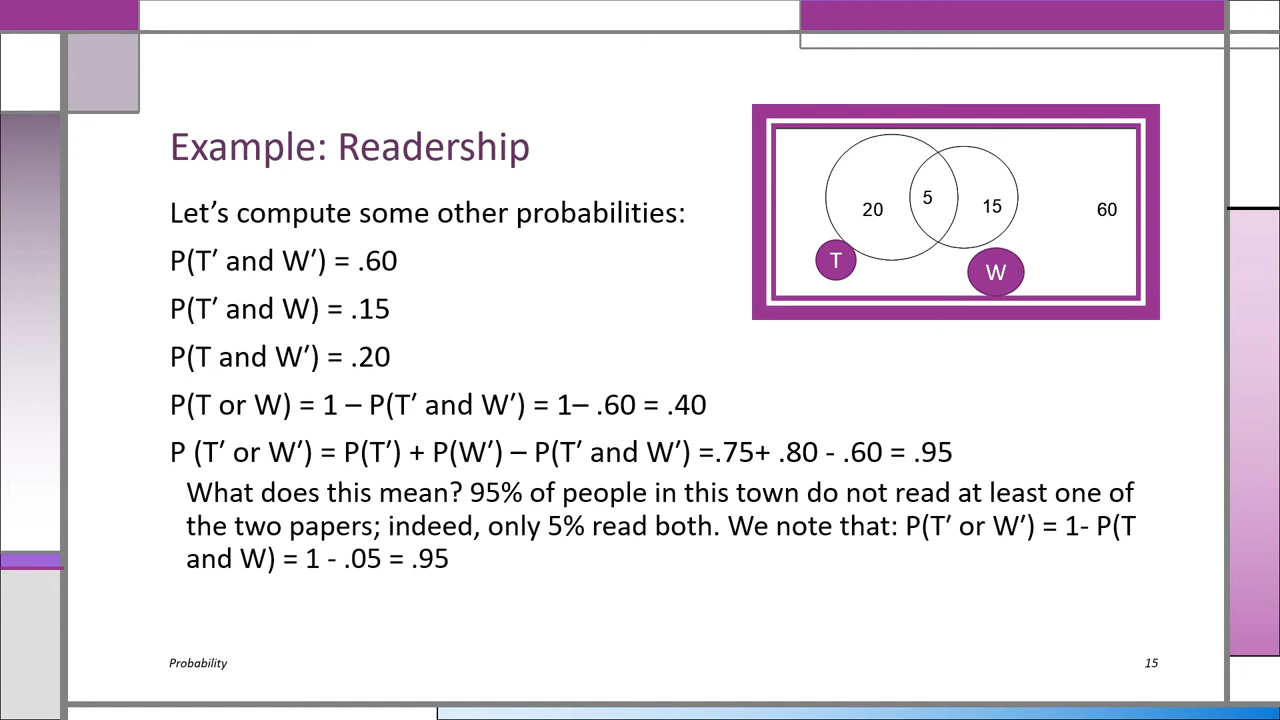 Example: Readership
Let’s compute some other probabilities:
P(T′ and W′) = .60
P(T′ and W) = .15
P(T and W′) = .20
P(T or W) = 1 – P(T′ and W′) = 1– .60 = .40
P (T′ or W′) = P(T′) + P(W′) – P(T′ and W′) =.75+ .80 - .60 = .95
What does this mean? 95% of people in this town do not read at least one of
the two papers; indeed, only 5% read both. We note that: P(T′ or W′) = 1- P(T
and W) = 1 - .05 = .95
20
5
15
60
T
W
Probability
15